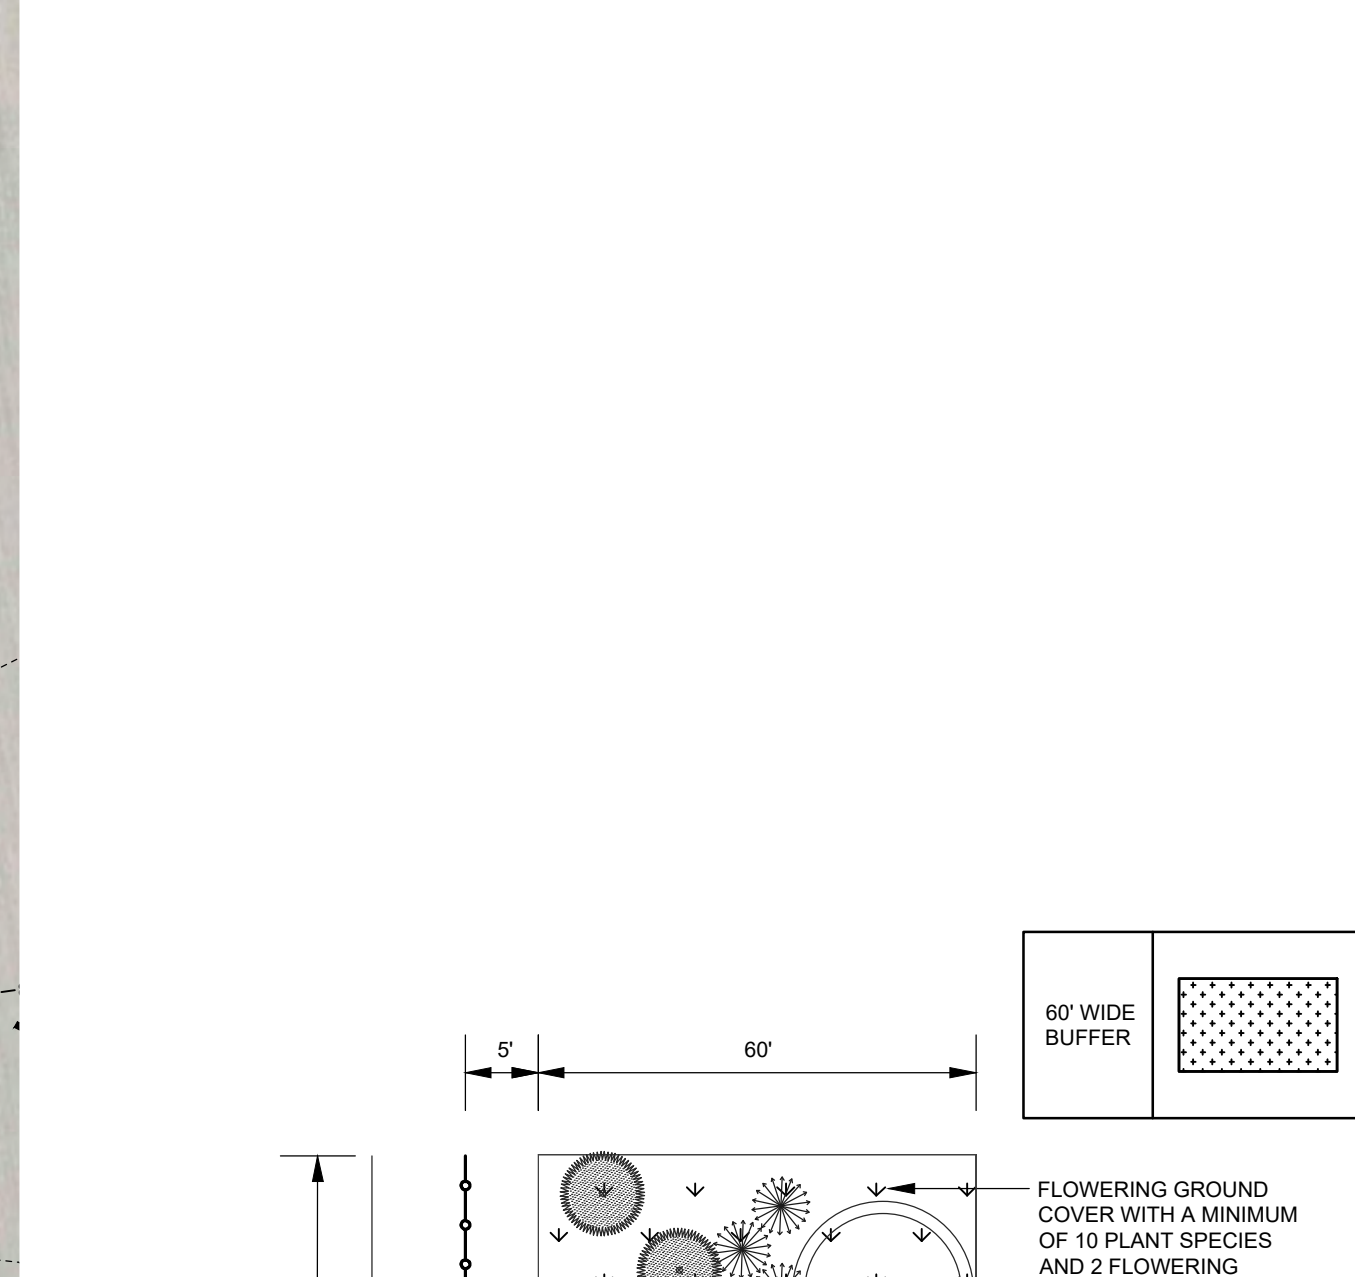 60' WIDE
BUFFER
5'
60'
FLOWERING GROUND
COVER WITH A MINIMUM
OF 10 PLANT SPECIES
AND 2 FLOWERING